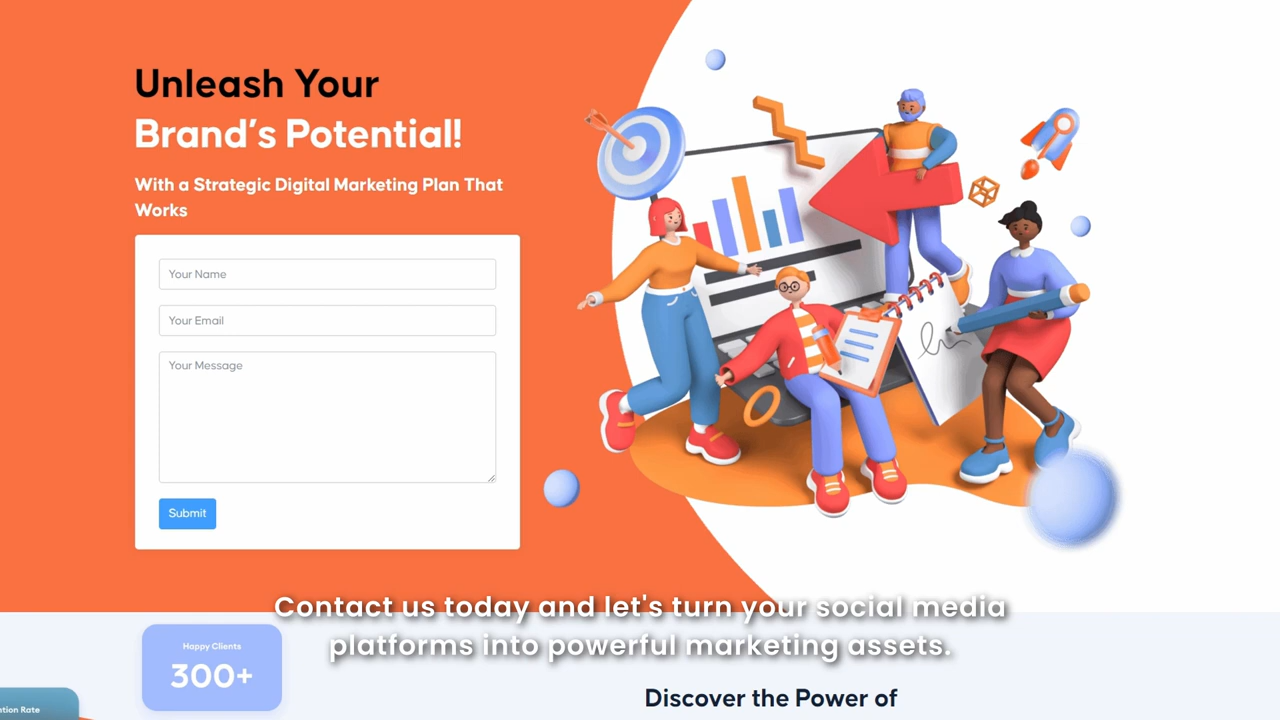 Unleash Your
Brand's Potential!
With a Strategic Digital Marketing Plan That
Works
Your Name
Your Email
Your Message
Submit
Contact us today and let's turn your social media
platforms into powerful marketing assets.
Happy Clients
300+
Discover the Power of
ntion Rate